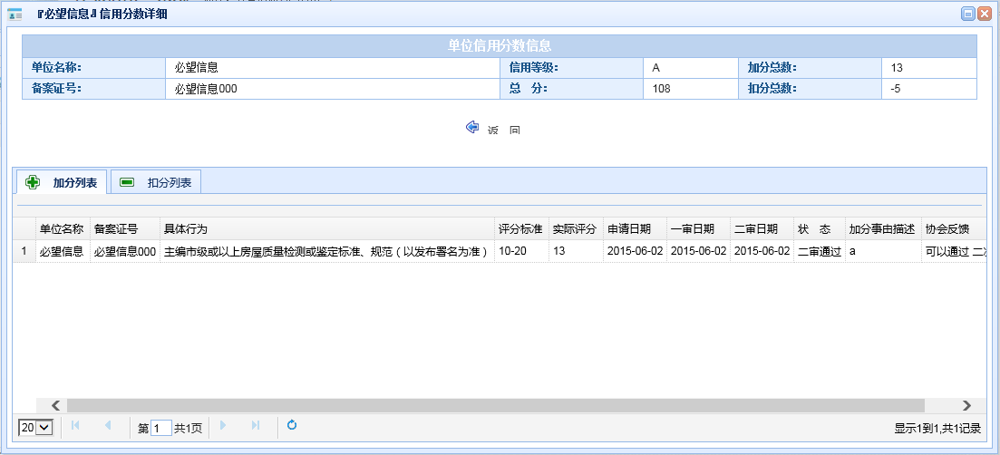 『必望信息』信用分数详细
单位信用分数信息
单位名称： 必望信息 信用等级： A 加分总数： 13
备案证号： 必望信息000 总 分： 108 扣分总数： -5
返 回
加分列表 扣分列表
单位名称 备案证号 具体行为 评分标准 实际评分 申请日期 一审日期 二审日期 状 态 加分事由描述 协会反馈
1 必望信息 必望信息000 主编市级或以上房屋质量检测或鉴定标准、规范（以发布署名为准） 10-20 13 2015-06-02 2015-06-02 2015-06-02 二审通过 a 可以通过 二
20 第 1 共1页 显示1到1,共1记录